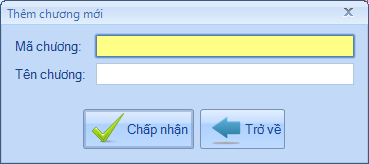 Thêm chương mới
Mã chương:
Tên chương:
Chấp nhận
Trở về